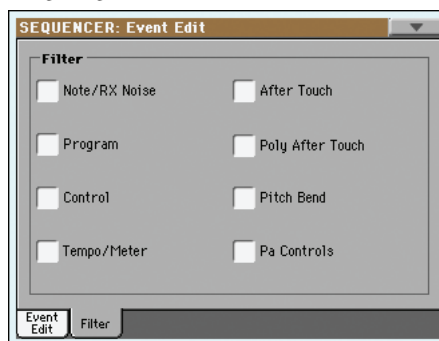 SEQUENCER: Event Edit
Filter
Note/RX Noise
After Touch
Program
Poly After Touch
Control
Pitch Bend
Tempo/Meter
Pa Controls
Event
Edit
Filter